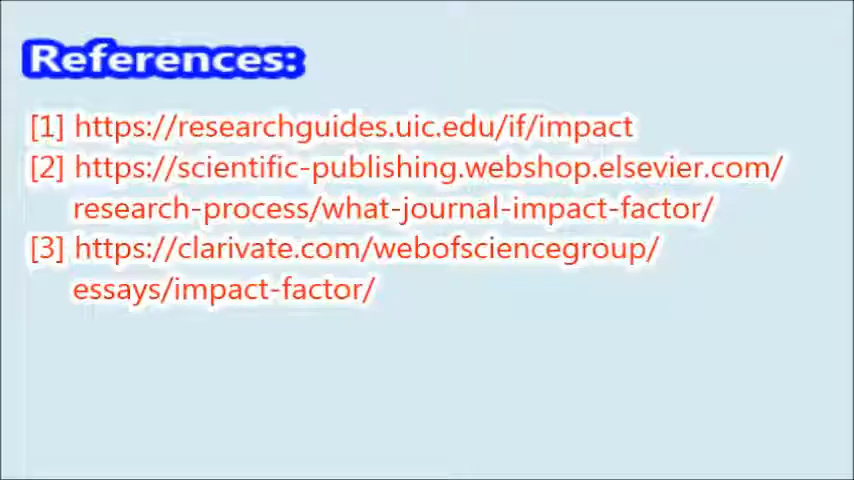 References:
[1] https://researchguides.uic.edu/if/impact
[2] https://scientific-publishing.webshop.elsevier.com/
research-process/what-journal-impact-factor/
[3] https://clarivate.com/webofsciencegroup/
essays/impact-factor/